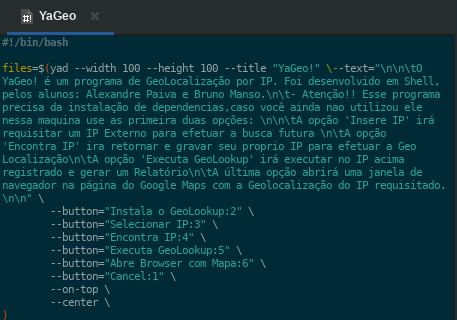 YaGeo ×
#!/bin/bash
files=$(yad --width 100 --height 100 --title "YaGeo!" \--text="\n\n\tO
YaGeo! é um programa de GeoLocalização por IP. Foi desenvolvido em Shell,
pelos alunos: Alexandre Paiva e Bruno Manso.\n\t- Atenção!! Esse programa
precisa da instalação de dependencias,caso você ainda nao utilizou ele
nessa maquina use as primeira duas opções: \n\n\tA opção 'Insere IP' irá
requisitar um IP Externo para efetuar a busca futura \n\tA opção
'Encontra IP' ira retornar e gravar seu proprio IP para efetuar a Geo
Localização\n\tA opção 'Executa GeoLookup' irá executar no IP acima
registrado e gerar um Relatório\n\tA última opção abrirá uma janela de
navegador na página do Google Maps com a Geolocalização do IP requisitado.
\n\n" \
--button="Instala o GeoLookup:2" \
--button="Selecionar IP:3" \
--button="Encontra IP:4" \
--button="Executa GeoLookup:5" \
--button="Abre Browser com Mapa:6" \
--button="Cancel:1" \
--on-top \
--center \
)